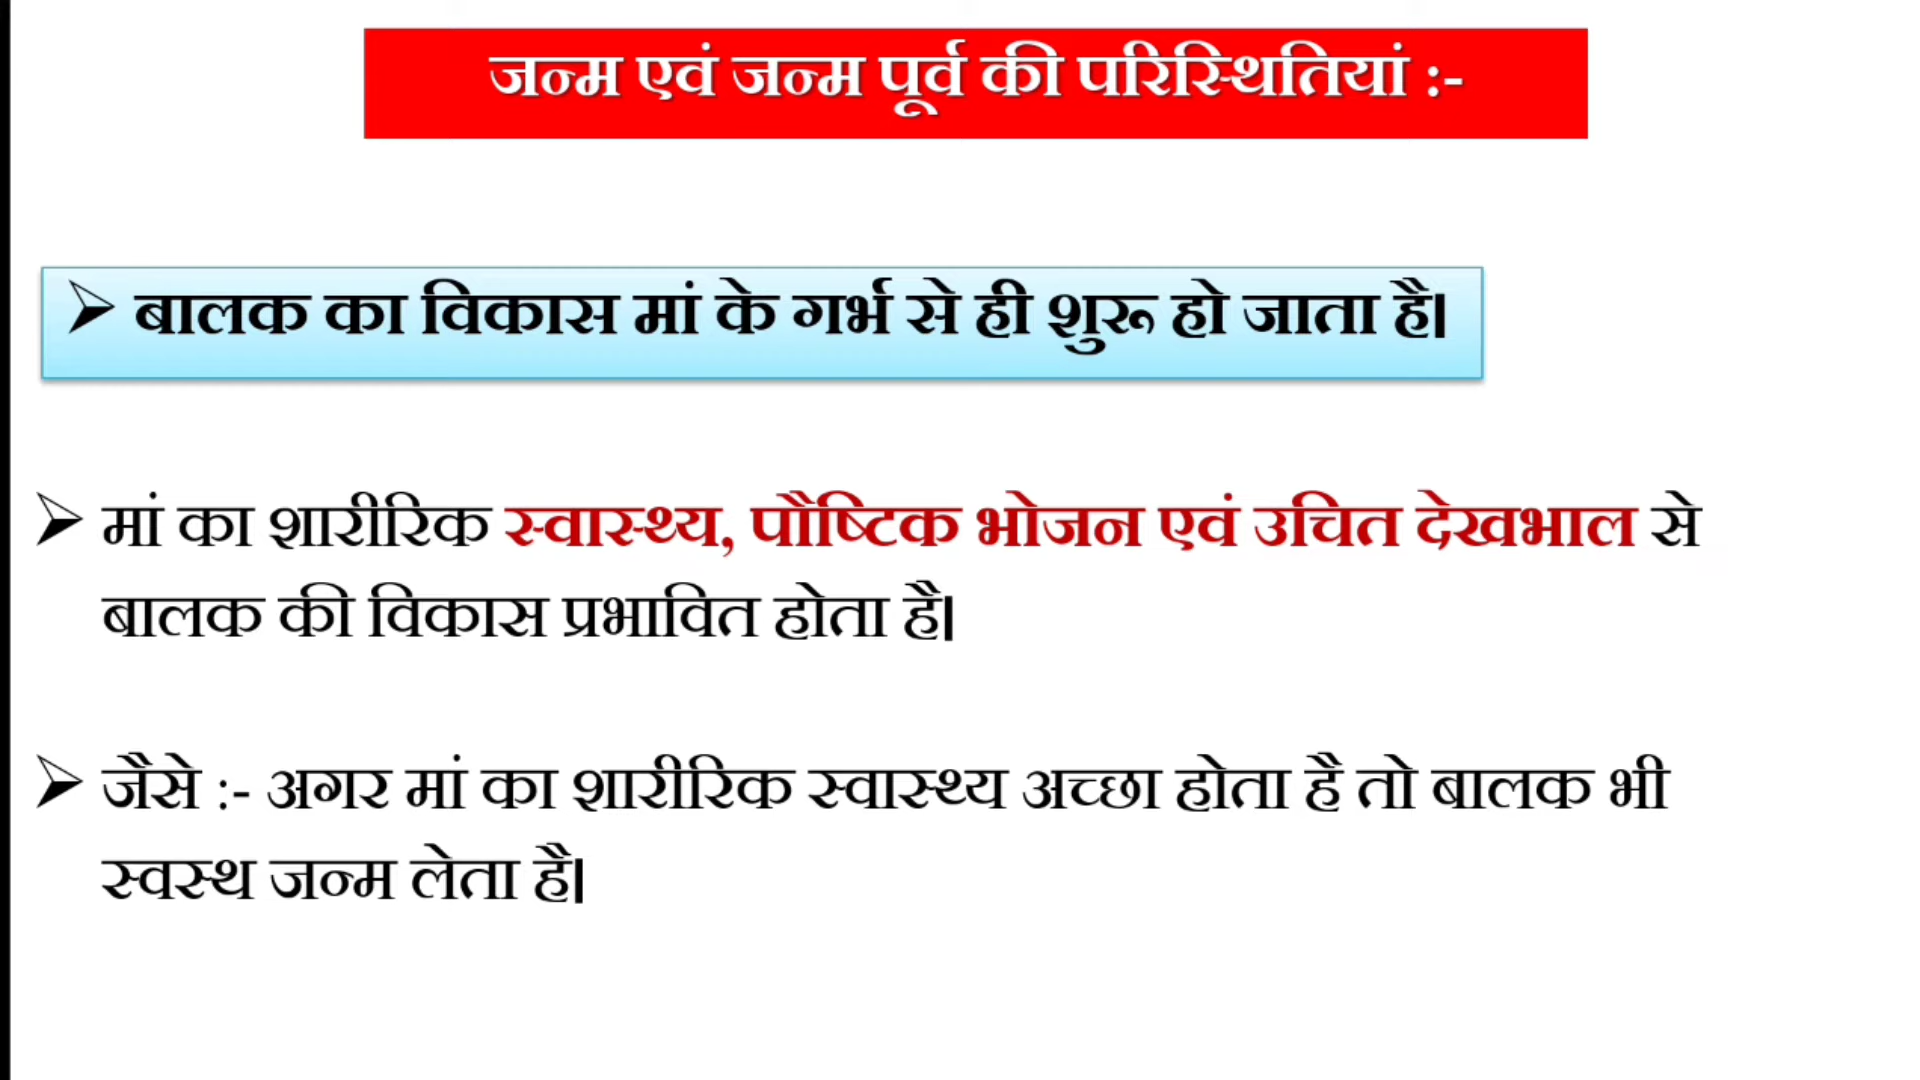 जन्म एवं जन्म पूर्व की परिस्थितियां :-
➢ बालक का विकास मां के गर्भ से ही शुरू हो जाता है।
➢ मां का शारीरिक स्वास्थ्य, पौष्टिक भोजन एवं उचित देखभाल से
बालक की विकास प्रभावित होता है।
➢ जैसे :- अगर मां का शारीरिक स्वास्थ्य अच्छा होता है तो बालक भी
स्वस्थ जन्म लेता है।